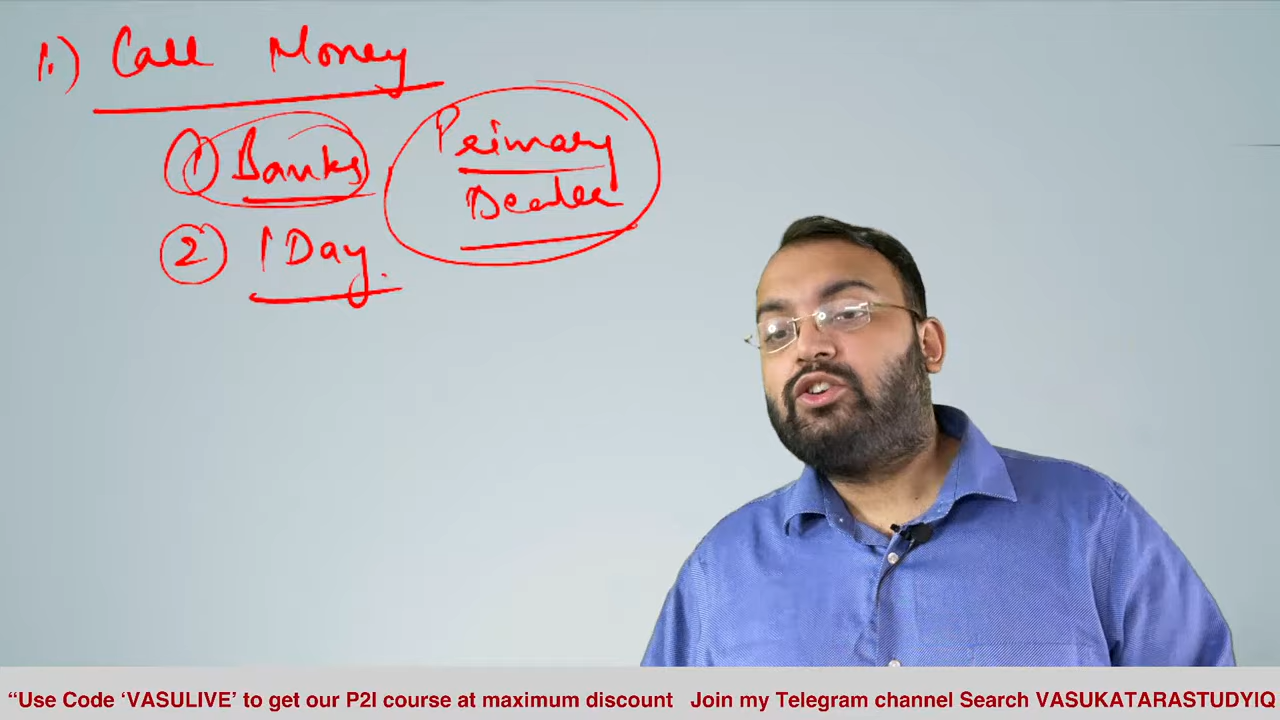 1.) Call Money
① Banks
Primary
Dealer
② 1 Day.
“Use Code ‘VASULIVE’ to get our P2I course at maximum discount Join my Telegram channel Search VASUKATARASTUDYIQ